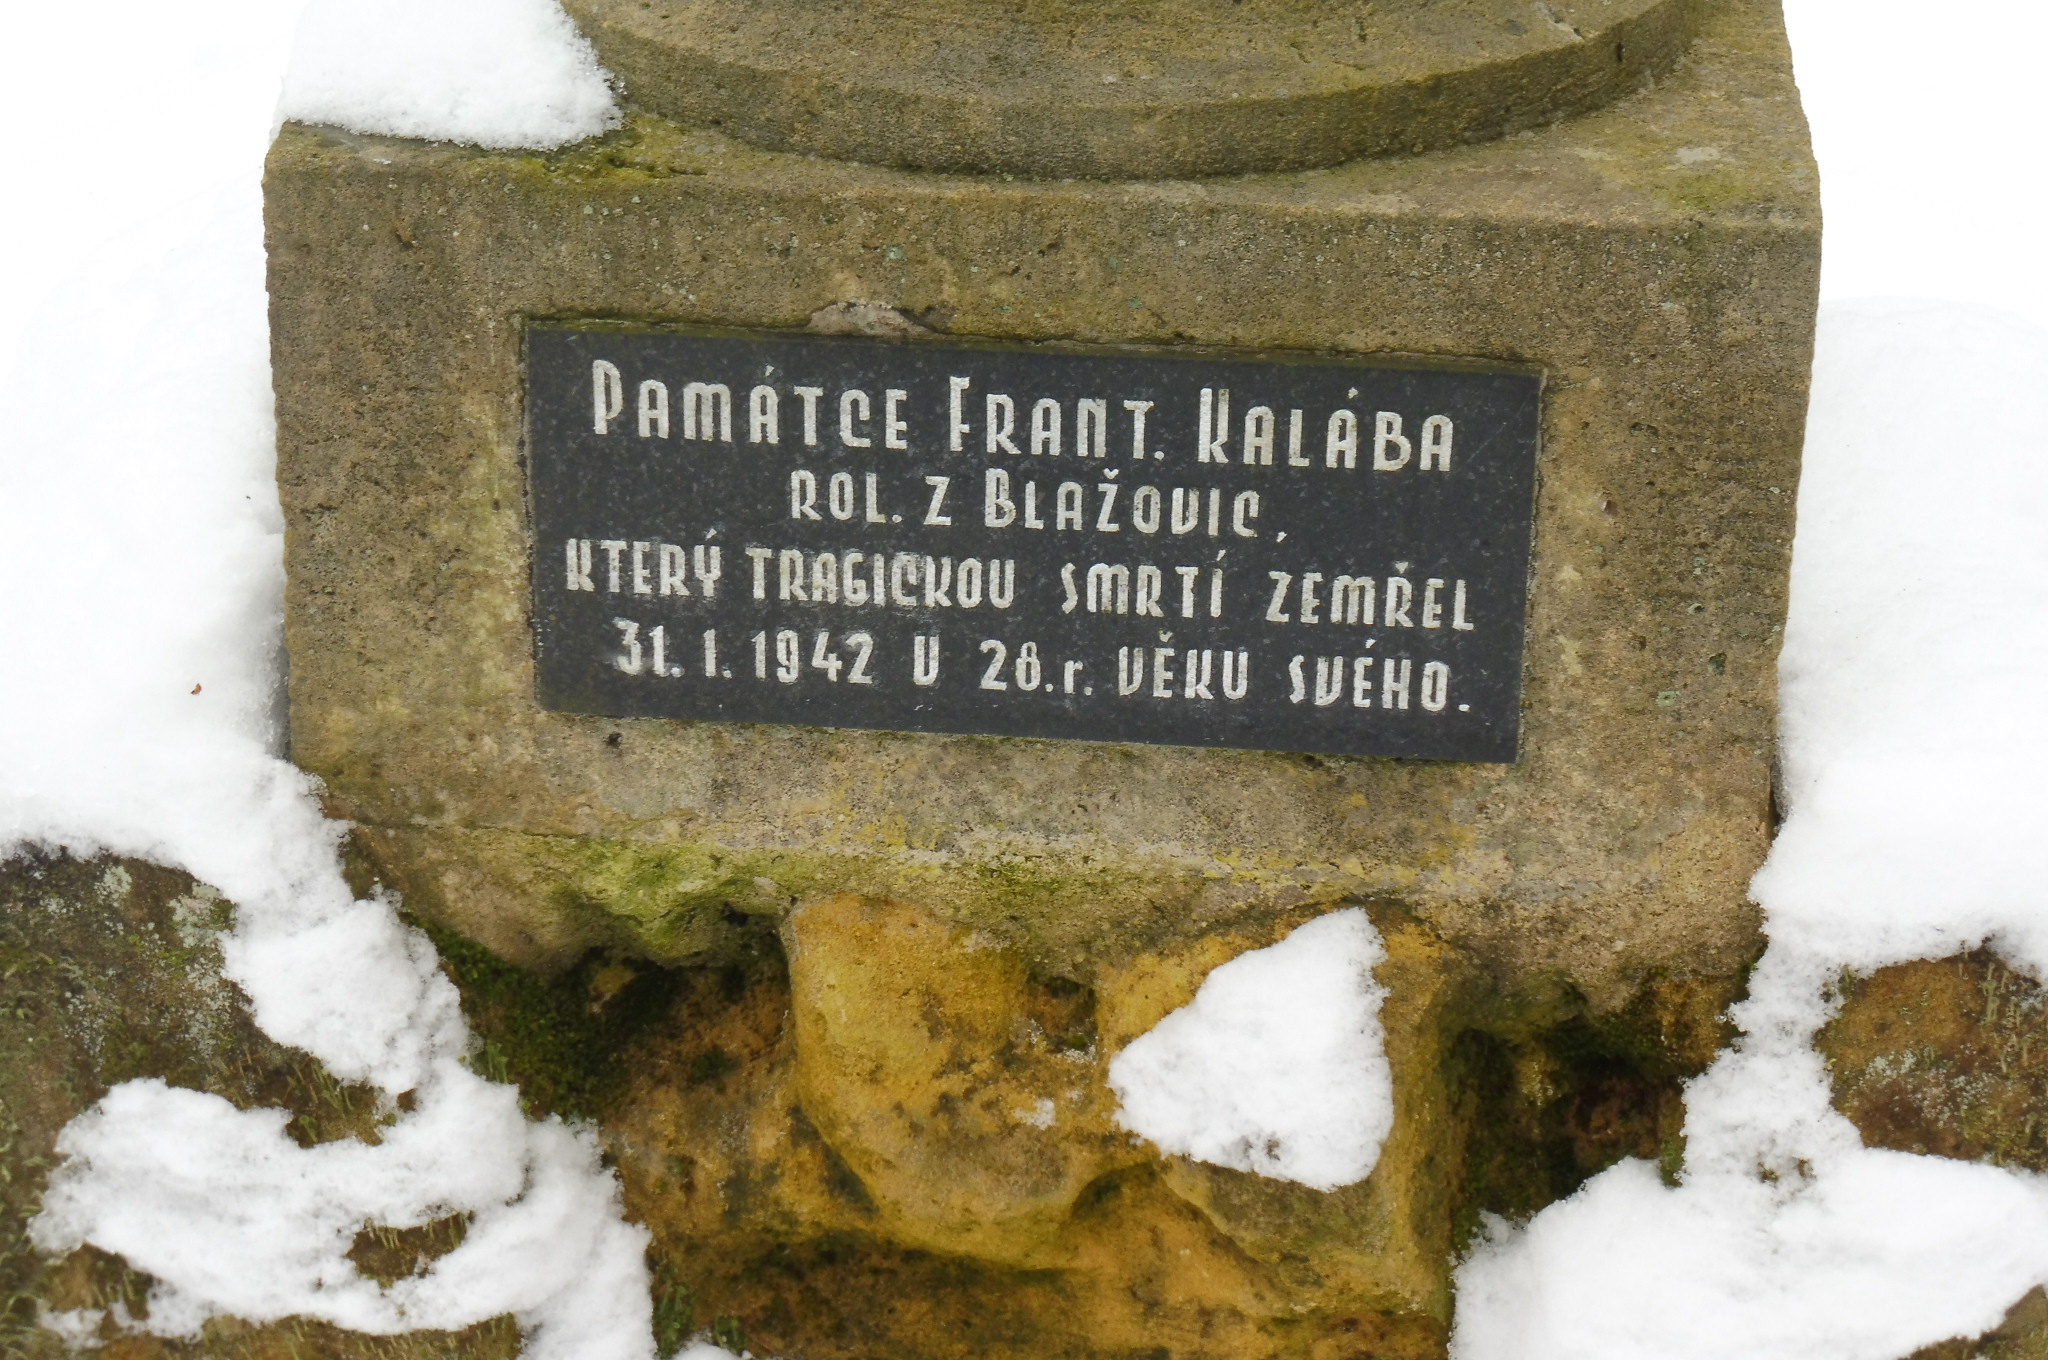 PAMÁTCE FRANT. KALÁBA
ROL. Z BLAŽOVIC,
KTERÝ TRAGICKOU SMRTÍ ZEMŘEL
31. 1. 1942 V 28. r. VĚKU SVÉHO.